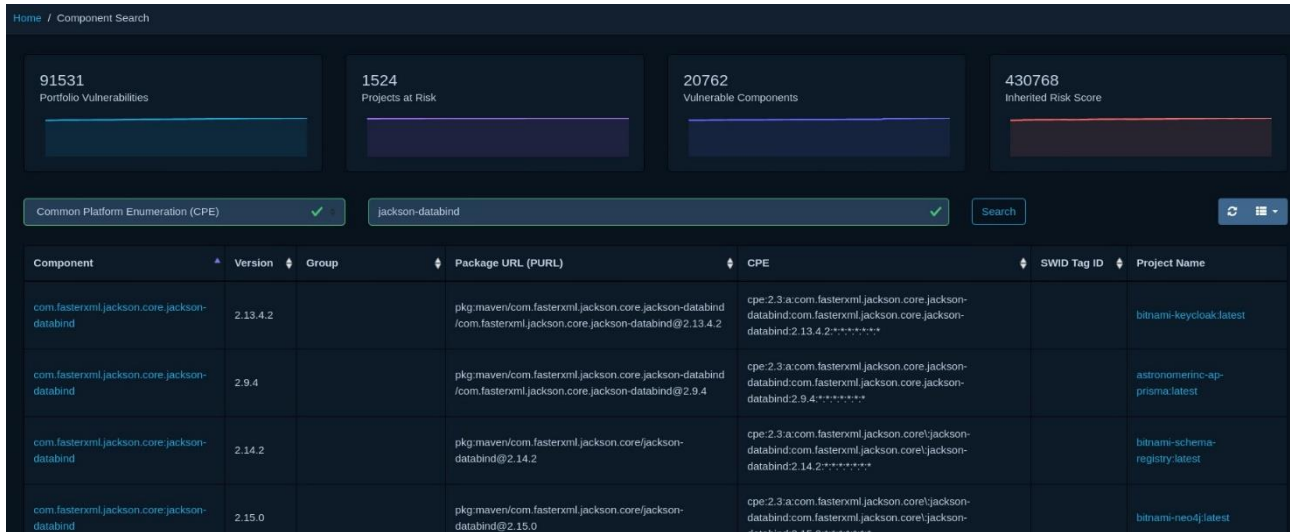 Home / Component Search
91531
Portfolio Vulnerabilities
1524
Projects at Risk
20762
Vulnerable Components
430768
Inherited Risk Score
Common Platform Enumeration (CPE)
jackson-databind
Search
Component Version Group Package URL (PURL) CPE SWID Tag ID Project Name
com.fasterxml.jackson.core.jackson-
databind
2.13.4.2
pkg:maven/com.fasterxml.jackson.core.jackson-databind
/com.fasterxml.jackson.core.jackson-databind@2.13.4.2
cpe:2.3:a:com.fasterxml.jackson.core.jackson-
databind:com.fasterxml.jackson.core.jackson-
databind:2.13.4.2:*:*:*:*:*:*:*
bitnami-keycloak:latest
com.fasterxml.jackson.core.jackson-
databind
2.9.4
pkg:maven/com.fasterxml.jackson.core.jackson-databind
/com.fasterxml.jackson.core.jackson-databind@2.9.4
cpe:2.3:a:com.fasterxml.jackson.core.jackson-
databind:com.fasterxml.jackson.core.jackson-
databind:2.9.4:*:*:*:*:*:*:*
astronomerinc-ap-
prisma:latest
com.fasterxml.jackson.core:jackson-
databind
2.14.2
pkg:maven/com.fasterxml.jackson.core/jackson-
databind@2.14.2
cpe:2.3:a:com.fasterxml.jackson.core\:jackson-
databind:com.fasterxml.jackson.core\:jackson-
databind:2.14.2:*:*:*:*:*:*:*
bitnami-schema-
registry:latest
com.fasterxml.jackson.core:jackson-
databind
2.15.0
pkg:maven/com.fasterxml.jackson.core/jackson-
databind@2.15.0
cpe:2.3:a:com.fasterxml.jackson.core\:jackson-
databind:com.fasterxml.jackson.core\:jackson-
bitnami-neo4j:latest